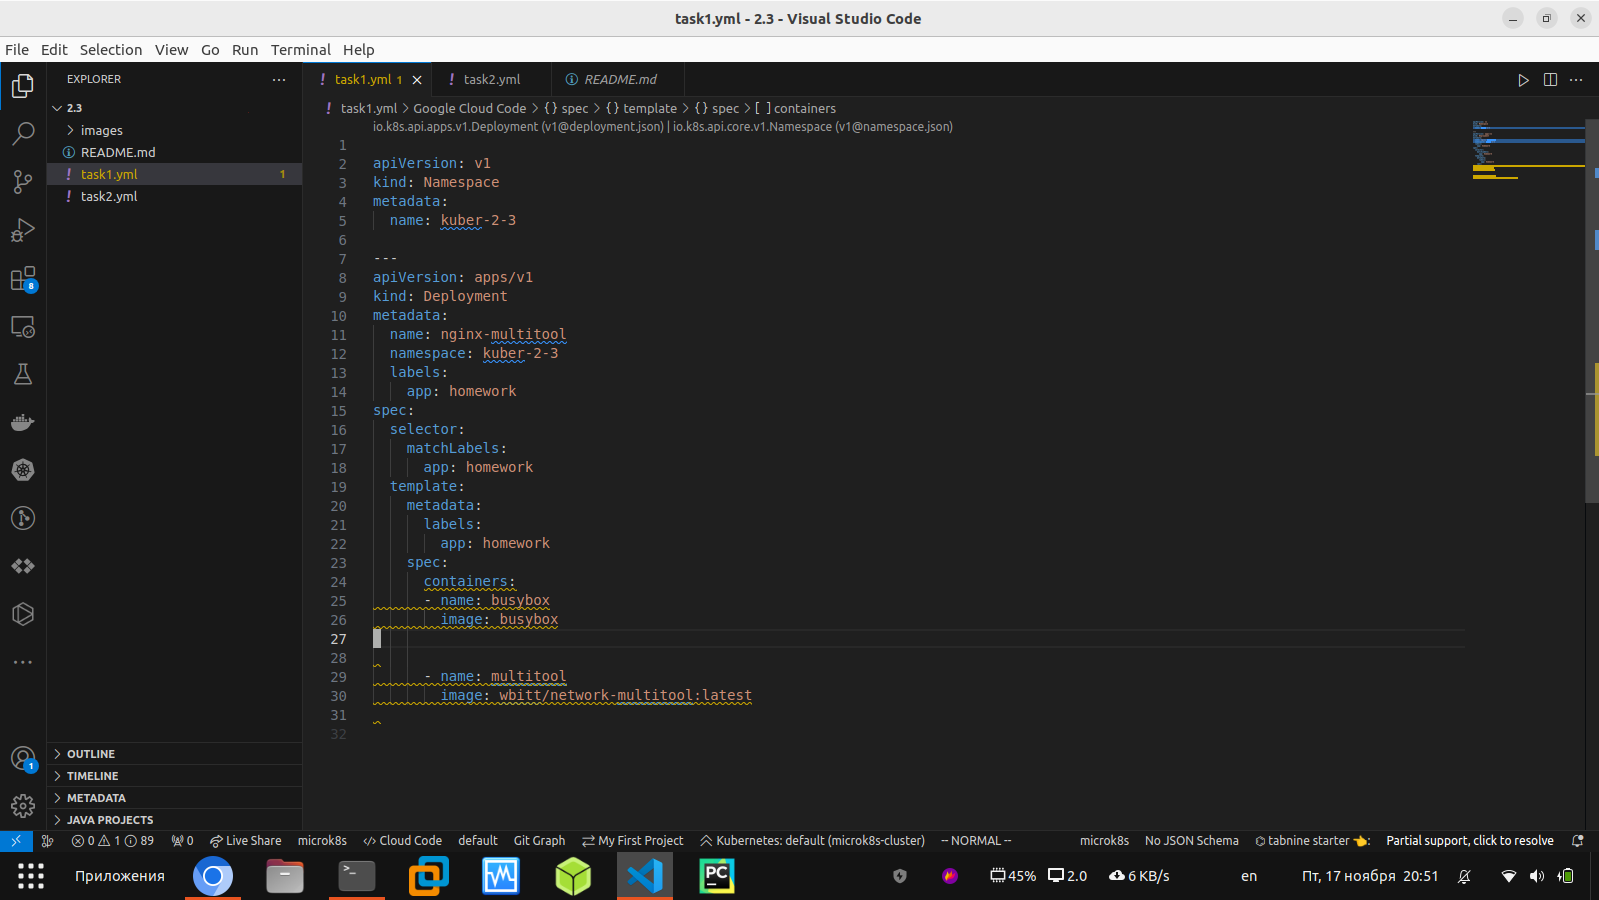 task1.yml - 2.3 - Visual Studio Code
File Edit Selection View Go Run Terminal Help
EXPLORER
2.3
images
README.md
task1.yml 1
task2.yml
OUTLINE
TIMELINE
METADATA
JAVA PROJECTS
task1.yml 1
task2.yml
README.md
task1.yml > Google Cloud Code > {} spec > {} template > {} spec > [ ] containers
io.k8s.api.apps.v1.Deployment (v1@deployment.json) | io.k8s.api.core.v1.Namespace (v1@namespace.json)
1
2 apiVersion: v1
3 kind: Namespace
4 metadata:
5 name: kuber-2-3
6
7 ---
8 apiVersion: apps/v1
9 kind: Deployment
10 metadata:
11 name: nginx-multitool
12 namespace: kuber-2-3
13 labels:
14 app: homework
15 spec:
16 selector:
17 matchLabels:
18 app: homework
19 template:
20 metadata:
21 labels:
22 app: homework
23 spec:
24 containers:
25 - name: busybox
26 image: busybox
27
28
29 - name: multitool
30 image: wbitt/network-multitool:latest
31
32
8
1
0 1 89 0 Live Share microk8s Cloud Code default Git Graph My First Project Kubernetes: default (microk8s-cluster) -- NORMAL -- microk8s No JSON Schema tabnine starter 👈: Partial support, click to resolve
Приложения PC 45% 2.0 6 KB/s en Пт, 17 ноября 20:51